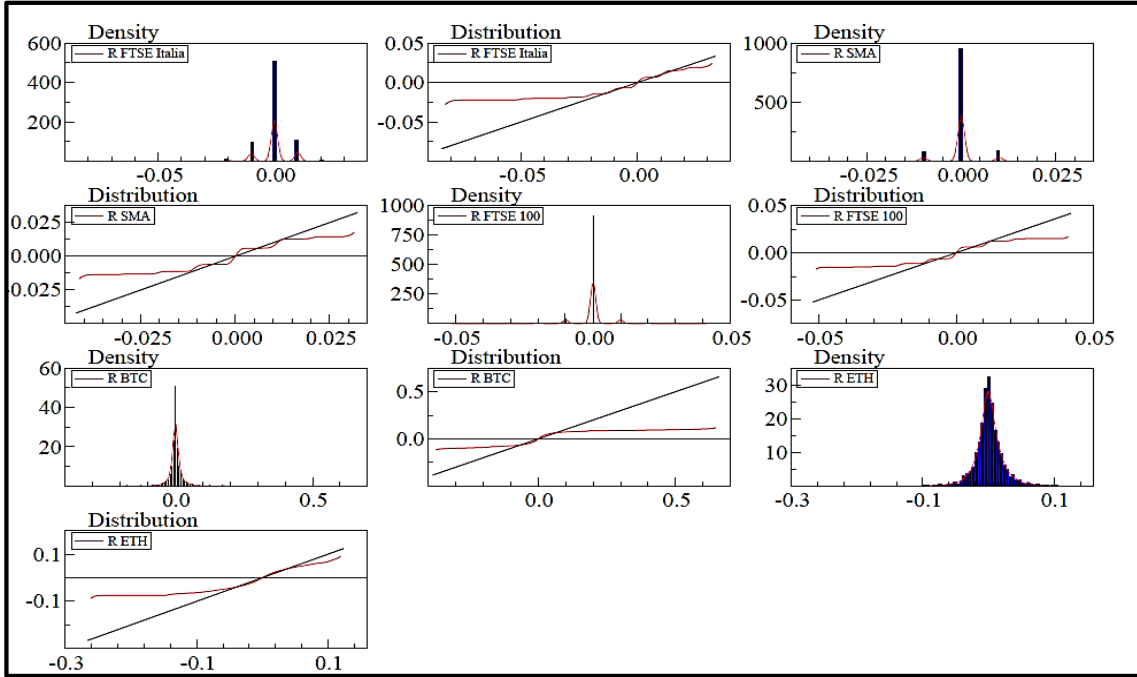 Density
R FTSE Italia
600
400
200
-0.05 0.00
Distribution
R FTSE Italia
0.05
0.00
-0.05
-0.05 0.00
Density
R SMA
1000
500
-0.025 0.000 0.025
Distribution
R SMA
0.025
0.000
0.025
-0.025 0.000 0.025
Density
R FTSE 100
1000
750
500
250
-0.05 0.00 0.05
Distribution
R FTSE 100
0.05
0.00
-0.05
-0.05 0.00 0.05
Density
R BTC
60
40
20
0.0 0.5
Distribution
R BTC
0.5
0.0
0.0 0.5
Density
R ETH
30
20
10
-0.3 -0.1 0.1
Distribution
R ETH
0.1
-0.1
-0.3 -0.1 0.1